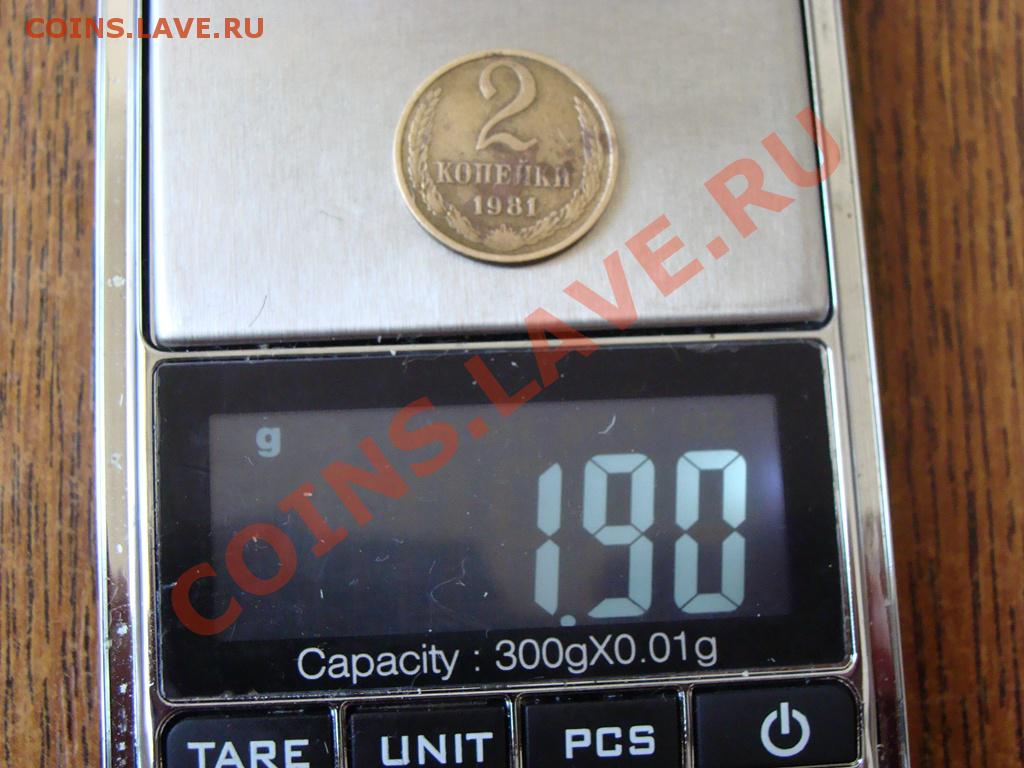 COINS.LAVE.RU
2
КОПЕЙКИ
1981
COINS.LAVE.RU
g
1.90
Capacity : 300gX0.01g
TARE UNIT PCS